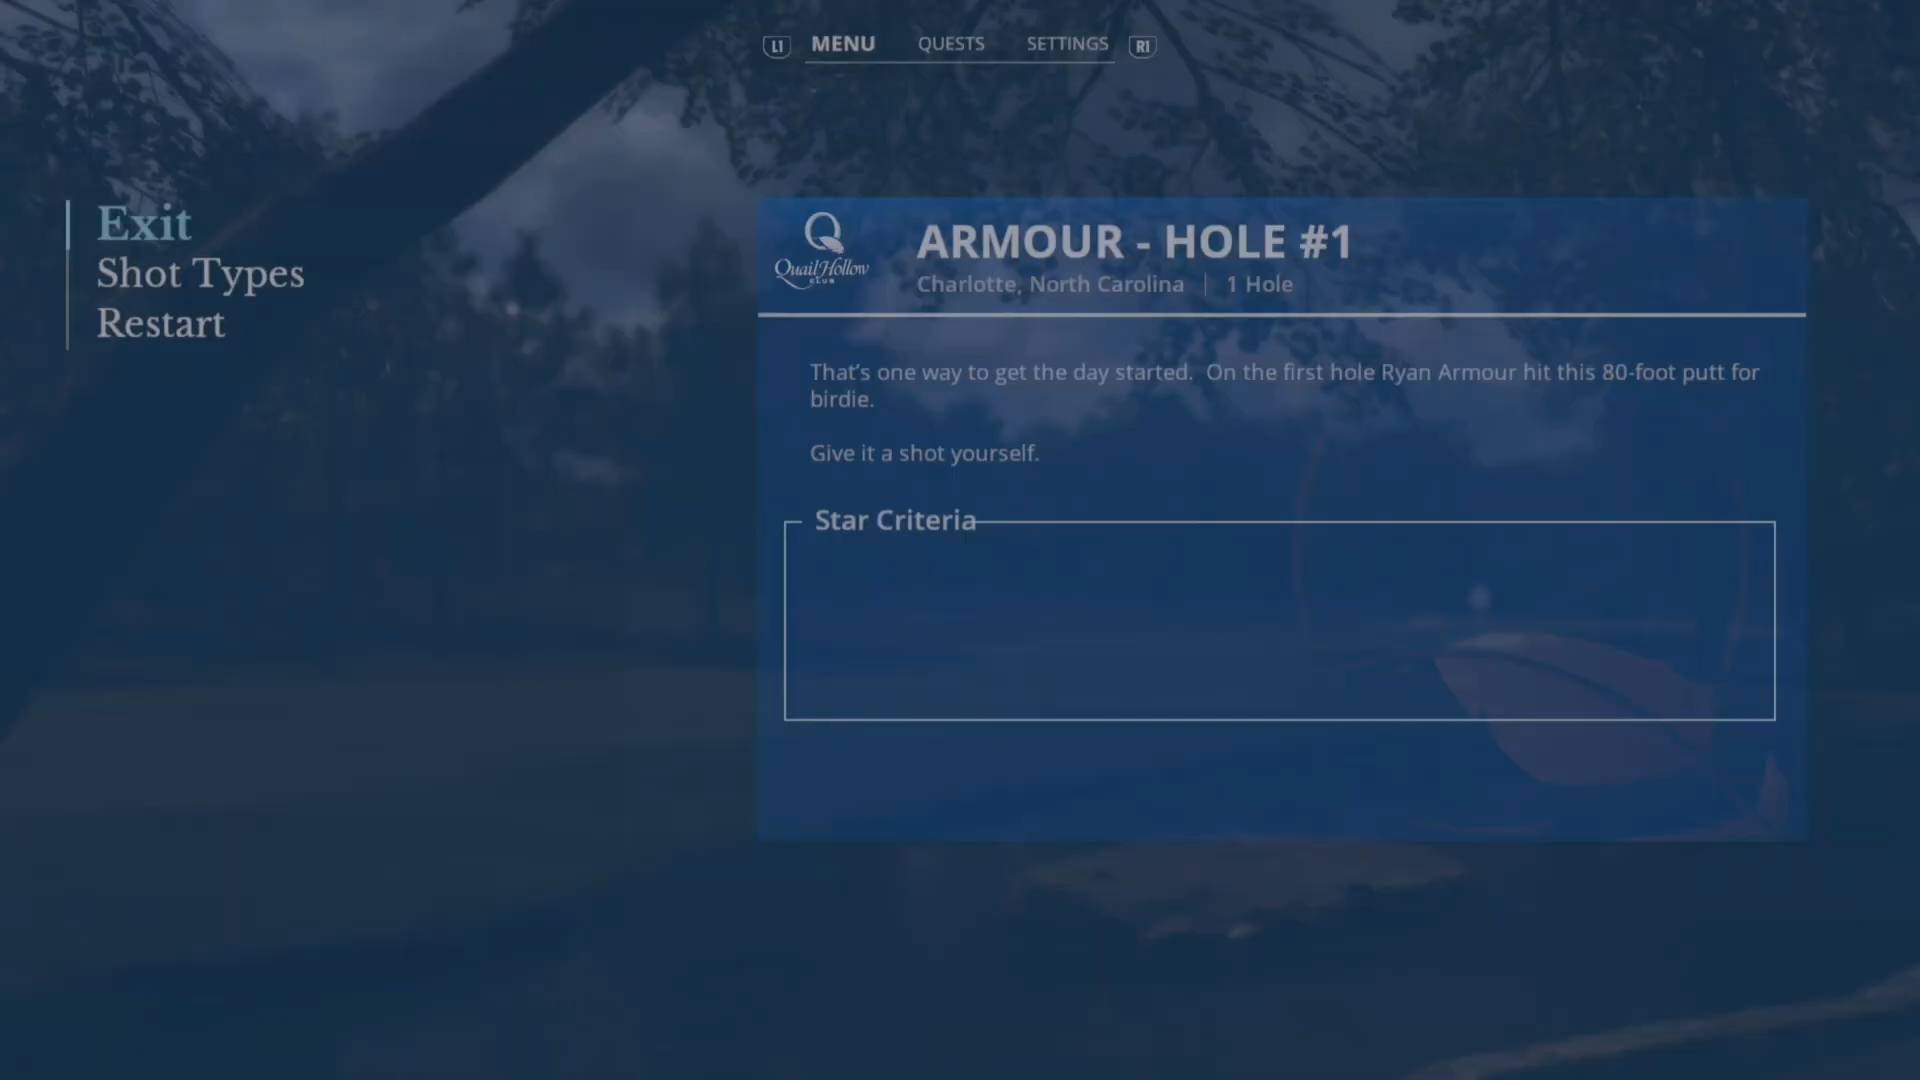 L1 MENU QUESTS SETTINGS R1
Exit
Shot Types
Restart
Quail Hollow
CLUB
ARMOUR - HOLE #1
Charlotte, North Carolina | 1 Hole
That’s one way to get the day started. On the first hole Ryan Armour hit this 80-foot putt for
birdie.
Give it a shot yourself.
Star Criteria